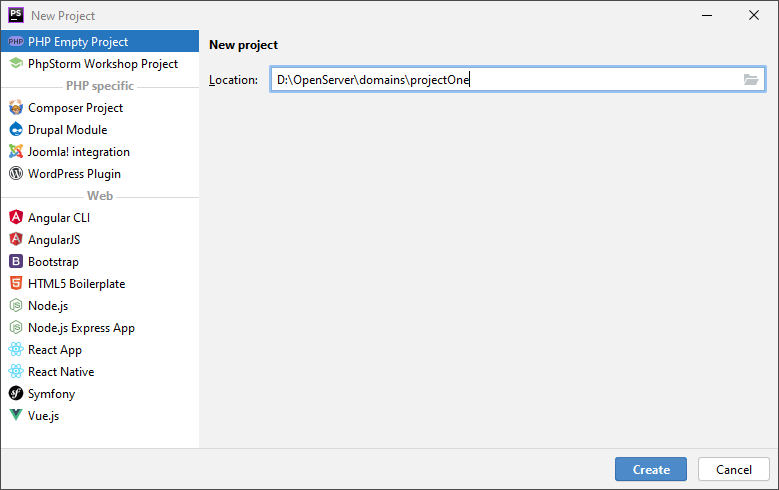 PS New Project
php PHP Empty Project
PhpStorm Workshop Project
PHP specific
Composer Project
Drupal Module
Joomla! integration
WordPress Plugin
Web
Angular CLI
AngularJS
B Bootstrap
HTML5 Boilerplate
Node.js
Node.js Express App
React App
React Native
Symfony
Vue.js
New project
Location: D:\OpenServer\domains\projectOne
Create Cancel